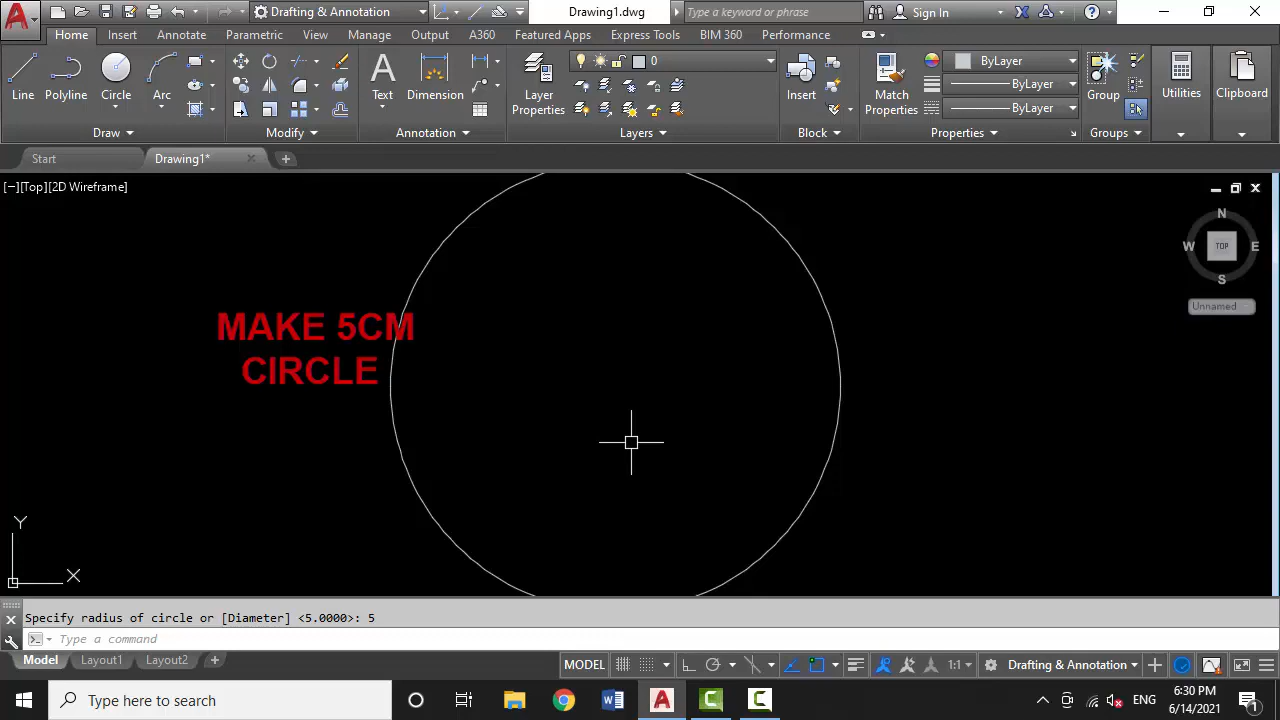 Drafting & Annotation
Drawing1.dwg
Type a keyword or phrase
Sign In
Home
Insert
Annotate
Parametric
View
Manage
Output
A360
Featured Apps
Express Tools
BIM 360
Performance
Line
Polyline
Circle
Arc
Text
Dimension
Layer
Properties
0
Insert
Match
Properties
ByLayer
ByLayer
ByLayer
Group
Utilities
Clipboard
Draw
Modify
Annotation
Layers
Block
Properties
Groups
Start
Drawing1*
[−][Top][2D Wireframe]
N
W
TOP
E
S
Unnamed
MAKE 5CM
CIRCLE
Y
X
Specify radius of circle or [Diameter] <5.0000>: 5
Type a command
Model
Layout1
Layout2
MODEL
1:1
Drafting & Annotation
Type here to search
ENG
6:30 PM
6/14/2021
1